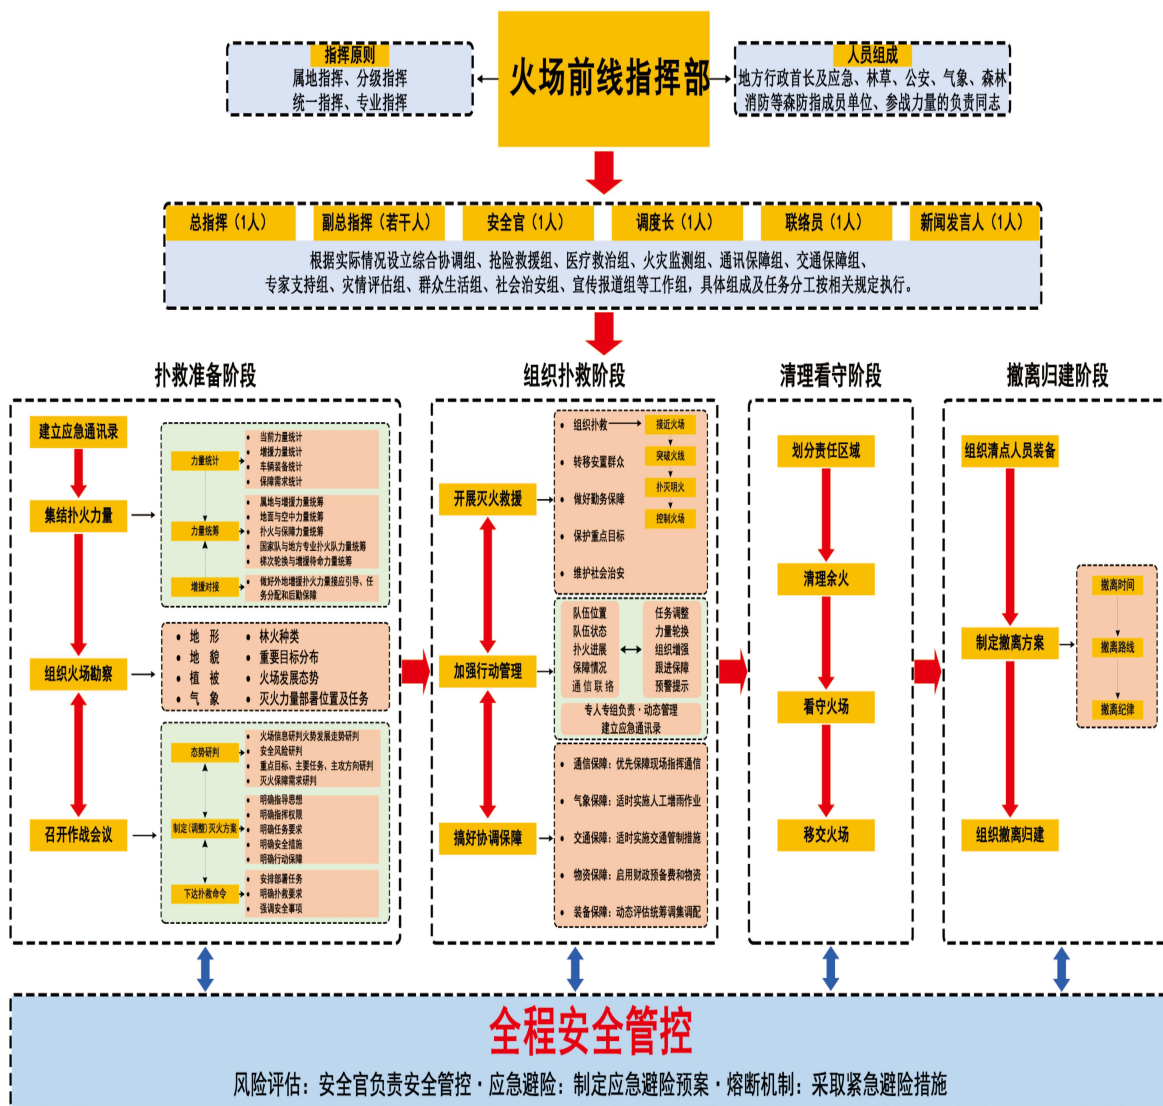 火场前线指挥部
指挥原则
属地指挥、分级指挥
统一指挥、专业指挥
人员组成
地方行政首长及应急、林草、公安、气象、森林
消防等森防指成员单位、参战力量的负责同志
总指挥（1人）
副总指挥（若干人）
安全官（1人）
调度长（1人）
联络员（1人）
新闻发言人（1人）
根据实际情况设立综合协调组、抢险救援组、医疗救治组、火灾监测组、通讯保障组、交通保障组、
专家支持组、灾情评估组、群众生活组、社会治安组、宣传报道组等工作组，具体组成及任务分工按相关规定执行。
扑救准备阶段
建立应急通讯录
集结扑火力量
力量统计
• 当前力量统计
• 增援力量统计
• 车辆装备统计
• 保障需求统计
力量统筹
• 属地与增援力量统筹
• 地面与空中力量统筹
• 扑火与保障力量统筹
• 国家队与地方专业扑火队力量统筹
• 梯次轮换与增援待命力量统筹
增援对接
• 做好外地增援扑火力量接应引导、任
务分配和后勤保障
组织火场勘察
• 地 形
• 地 貌
• 植 被
• 气 象
• 林火种类
• 重要目标分布
• 火场发展态势
• 灭火力量部署位置及任务
召开作战会议
态势研判
• 火场信息研判火势发展走势研判
• 安全风险研判
• 重点目标、主要任务、主攻方向研判
• 灭火保障需求研判
制定(调整)灭火方案
• 明确指导思想
• 明确指挥权限
• 明确任务要求
• 明确安全措施
• 明确行动保障
下达扑救命令
• 安排部署任务
• 明确扑救要求
• 强调安全事项
组织扑救阶段
开展灭火救援
• 组织扑救
• 转移安置群众
• 做好勤务保障
• 保护重点目标
• 维护社会治安
接近火场
突破火线
扑灭明火
控制火场
加强行动管理
队伍位置
队伍状态
扑火进展
保障情况
通信联络
任务调整
力量轮换
组织增强
跟进保障
预警提示
专人专组负责·动态管理
建立应急通讯录
搞好协调保障
• 通信保障：优先保障现场指挥通信
• 气象保障：适时实施人工增雨作业
• 交通保障：适时实施交通管制措施
• 物资保障：启用财政预备费和物资
• 装备保障：动态评估统筹调集调配
清理看守阶段
划分责任区域
清理余火
看守火场
移交火场
撤离归建阶段
组织清点人员装备
制定撤离方案
撤离时间
撤离路线
撤离纪律
组织撤离归建
全程安全管控
风险评估：安全官负责安全管控·应急避险：制定应急避险预案·熔断机制：采取紧急避险措施